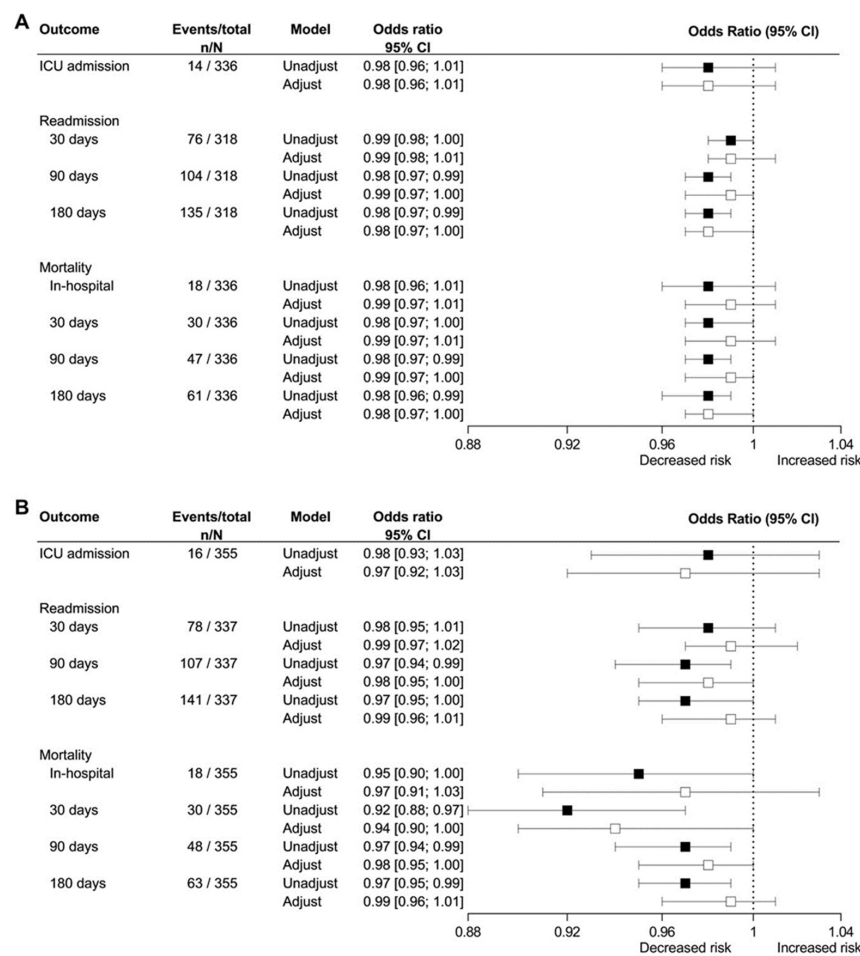 A
Outcome Events/total Model Odds ratio Odds Ratio (95% CI)
n/N 95% CI
ICU admission 14 / 336 Unadjust 0.98 [0.96; 1.01]
Adjust 0.98 [0.96; 1.01]
Readmission
30 days 76 / 318 Unadjust 0.99 [0.98; 1.00]
Adjust 0.99 [0.98; 1.01]
90 days 104 / 318 Unadjust 0.98 [0.97; 0.99]
Adjust 0.99 [0.97; 1.00]
180 days 135 / 318 Unadjust 0.98 [0.97; 0.99]
Adjust 0.98 [0.97; 1.00]
Mortality
In-hospital 18 / 336 Unadjust 0.98 [0.96; 1.01]
Adjust 0.99 [0.97; 1.01]
30 days 30 / 336 Unadjust 0.98 [0.97; 1.00]
Adjust 0.99 [0.97; 1.01]
90 days 47 / 336 Unadjust 0.98 [0.97; 0.99]
Adjust 0.99 [0.97; 1.00]
180 days 61 / 336 Unadjust 0.98 [0.96; 0.99]
Adjust 0.98 [0.97; 1.00]
0.88 0.92 0.96 1 1.04
Decreased risk Increased risk
B
Outcome Events/total Model Odds ratio Odds Ratio (95% CI)
n/N 95% CI
ICU admission 16 / 355 Unadjust 0.98 [0.93; 1.03]
Adjust 0.97 [0.92; 1.03]
Readmission
30 days 78 / 337 Unadjust 0.98 [0.95; 1.01]
Adjust 0.99 [0.97; 1.02]
90 days 107 / 337 Unadjust 0.97 [0.94; 0.99]
Adjust 0.98 [0.95; 1.00]
180 days 141 / 337 Unadjust 0.97 [0.95; 1.00]
Adjust 0.99 [0.96; 1.01]
Mortality
In-hospital 18 / 355 Unadjust 0.95 [0.90; 1.00]
Adjust 0.97 [0.91; 1.03]
30 days 30 / 355 Unadjust 0.92 [0.88; 0.97]
Adjust 0.94 [0.90; 1.00]
90 days 48 / 355 Unadjust 0.97 [0.94; 0.99]
Adjust 0.98 [0.95; 1.00]
180 days 63 / 355 Unadjust 0.97 [0.95; 0.99]
Adjust 0.99 [0.96; 1.01]
0.88 0.92 0.96 1 1.04
Decreased risk Increased risk